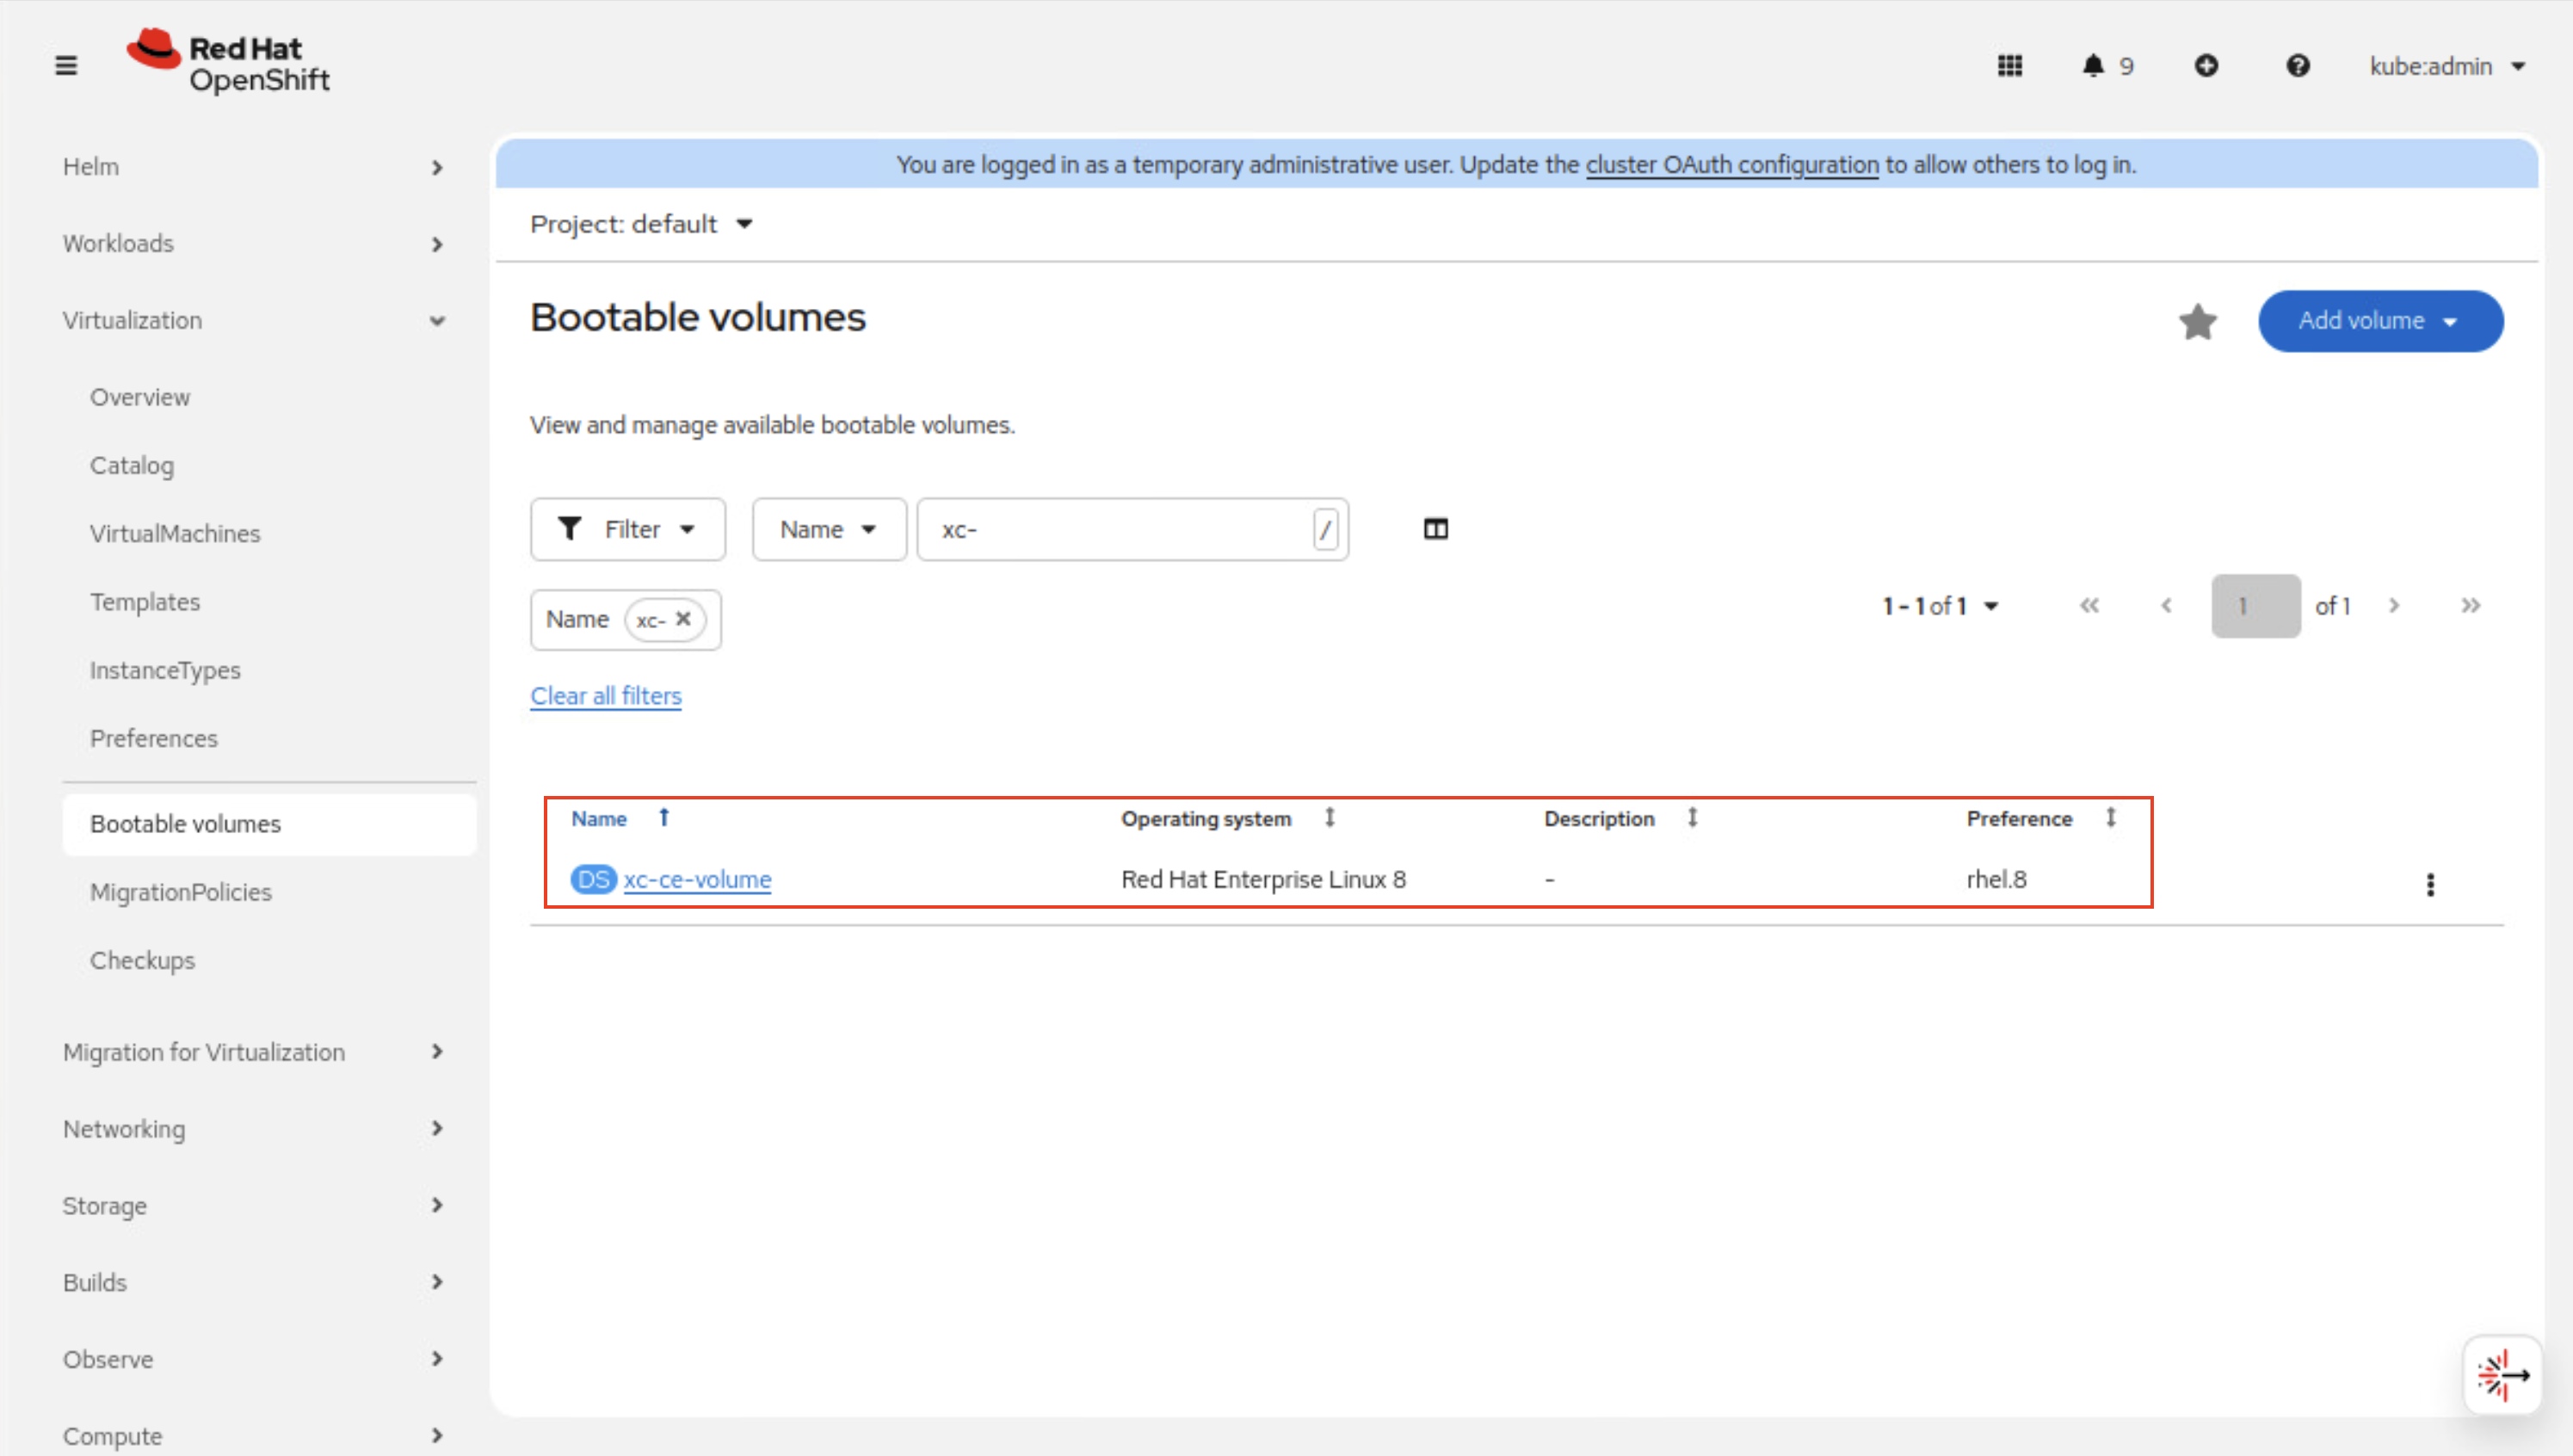 Red Hat
OpenShift
9
kube:admin
Helm
Workloads
Virtualization
Overview
Catalog
VirtualMachines
Templates
InstanceTypes
Preferences
Bootable volumes
MigrationPolicies
Checkups
Migration for Virtualization
Networking
Storage
Builds
Observe
Compute
You are logged in as a temporary administrative user. Update the cluster OAuth configuration to allow others to log in.
Project: default
Bootable volumes
Add volume
View and manage available bootable volumes.
Filter Name xc- /
Name xc-
1 - 1 of 1 1 of 1
Clear all filters
Name Operating system Description Preference
DS xc-ce-volume Red Hat Enterprise Linux 8 - rhel.8